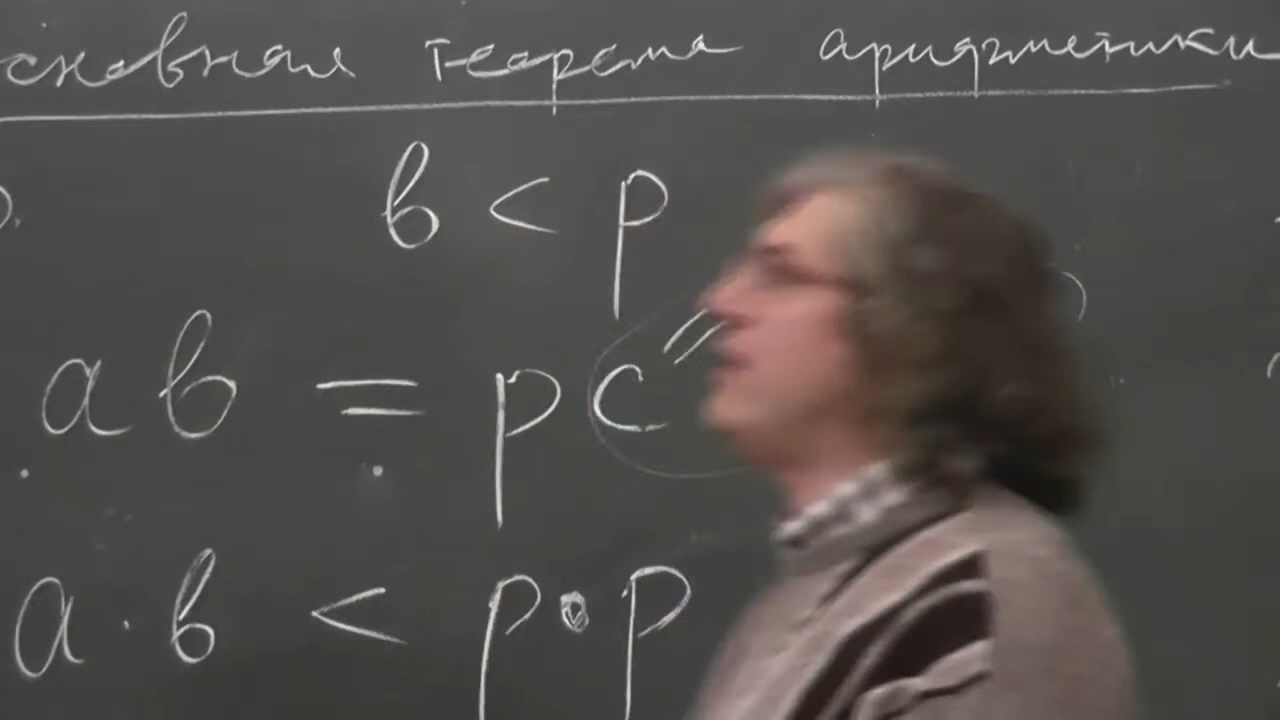 сновная теорема арифметики
b < p
ab = pc"
a · b < p · p